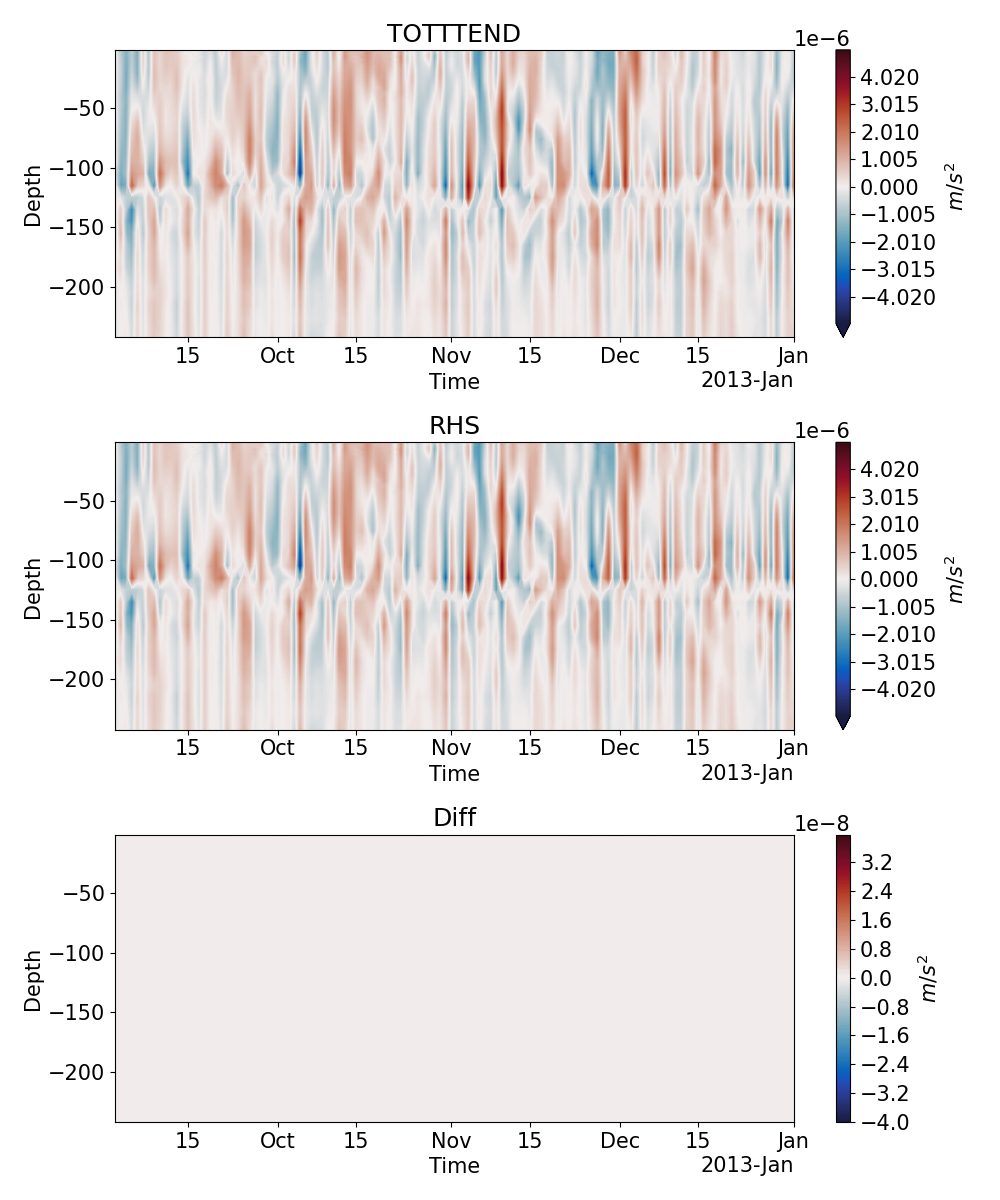 TOTTTEND
1e−6
−50
−100
−150
−200
Depth
15
Oct
15
Nov
15
Dec
15
Jan
Time
2013-Jan
4.020
3.015
2.010
1.005
0.000
−1.005
−2.010
−3.015
−4.020
m/s²
RHS
1e−6
−50
−100
−150
−200
Depth
15
Oct
15
Nov
15
Dec
15
Jan
Time
2013-Jan
4.020
3.015
2.010
1.005
0.000
−1.005
−2.010
−3.015
−4.020
m/s²
Diff
1e−8
−50
−100
−150
−200
Depth
15
Oct
15
Nov
15
Dec
15
Jan
Time
2013-Jan
3.2
2.4
1.6
0.8
0.0
−0.8
−1.6
−2.4
−3.2
−4.0
m/s²